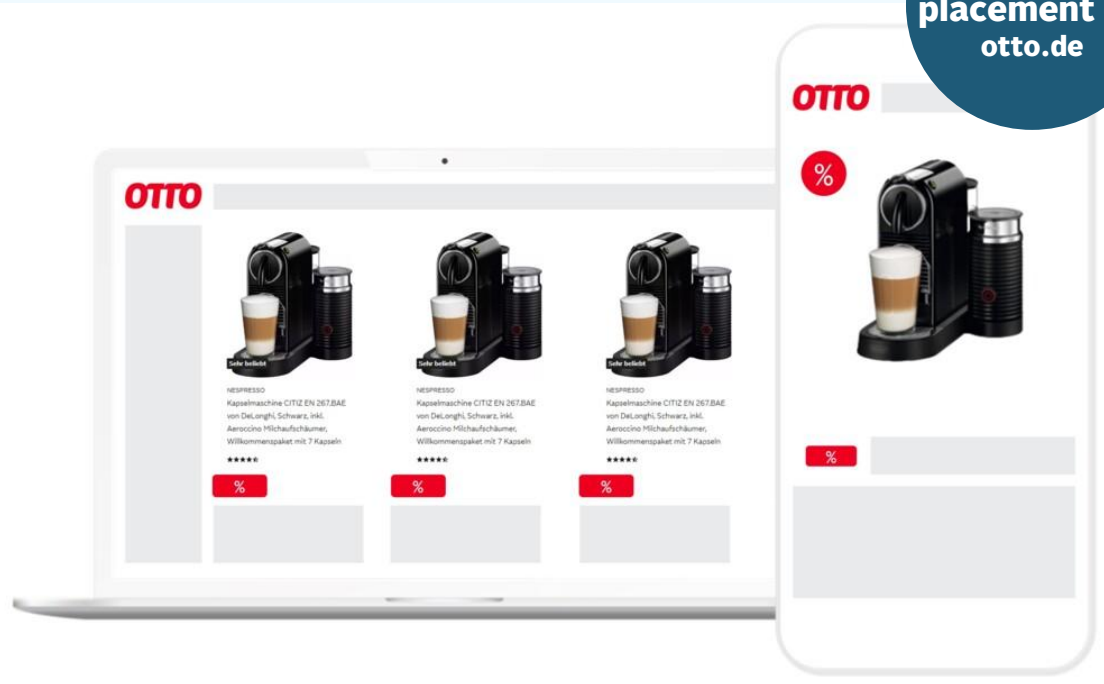 placement
otto.de
OTTO
%
OTTO
Sehr beliebt
NESPRESSO
Kapselmaschine CITIZ EN 267.BAE
von DeLonghi, Schwarz, inkl.
Aeroccino Milchaufschäumer,
Willkommenspaket mit 7 Kapseln
%
Sehr beliebt
NESPRESSO
Kapselmaschine CITIZ EN 267.BAE
von DeLonghi, Schwarz, inkl.
Aeroccino Milchaufschäumer,
Willkommenspaket mit 7 Kapseln
%
Sehr beliebt
NESPRESSO
Kapselmaschine CITIZ EN 267.BAE
von DeLonghi, Schwarz, inkl.
Aeroccino Milchaufschäumer,
Willkommenspaket mit 7 Kapseln
%
%